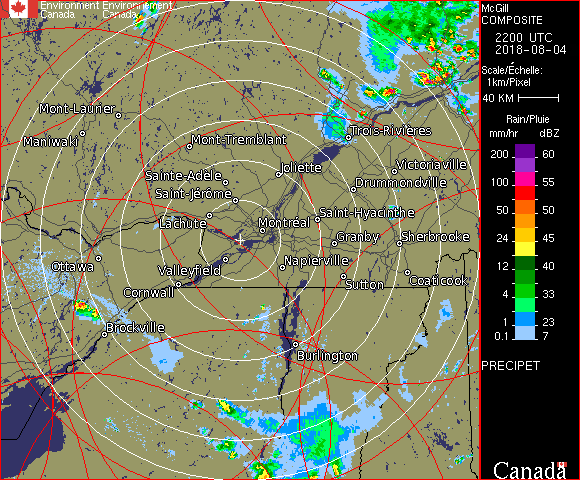 Environment Environnement
Canada Canada
McGill
COMPOSITE
2200 UTC
2018-08-04
Scale/Échelle:
1km/Pixel
40 KM
Rain/Pluie
mm/hr dBZ
200 60
100 55
50 50
24 45
12 40
4 33
2 28
1 23
0.1 7
PRECIPET
Canada
Mont-Laurier
Maniwaki
Mont-Tremblant
Trois-Rivières
Joliette
Victoriaville
Sainte-Adèle
Drummondville
Saint-Jérôme
Saint-Hyacinthe
Lachute
Montréal
Granby
Sherbrooke
Ottawa
Valleyfield
Napierville
Coaticook
Sutton
Cornwall
Brockville
Burlington